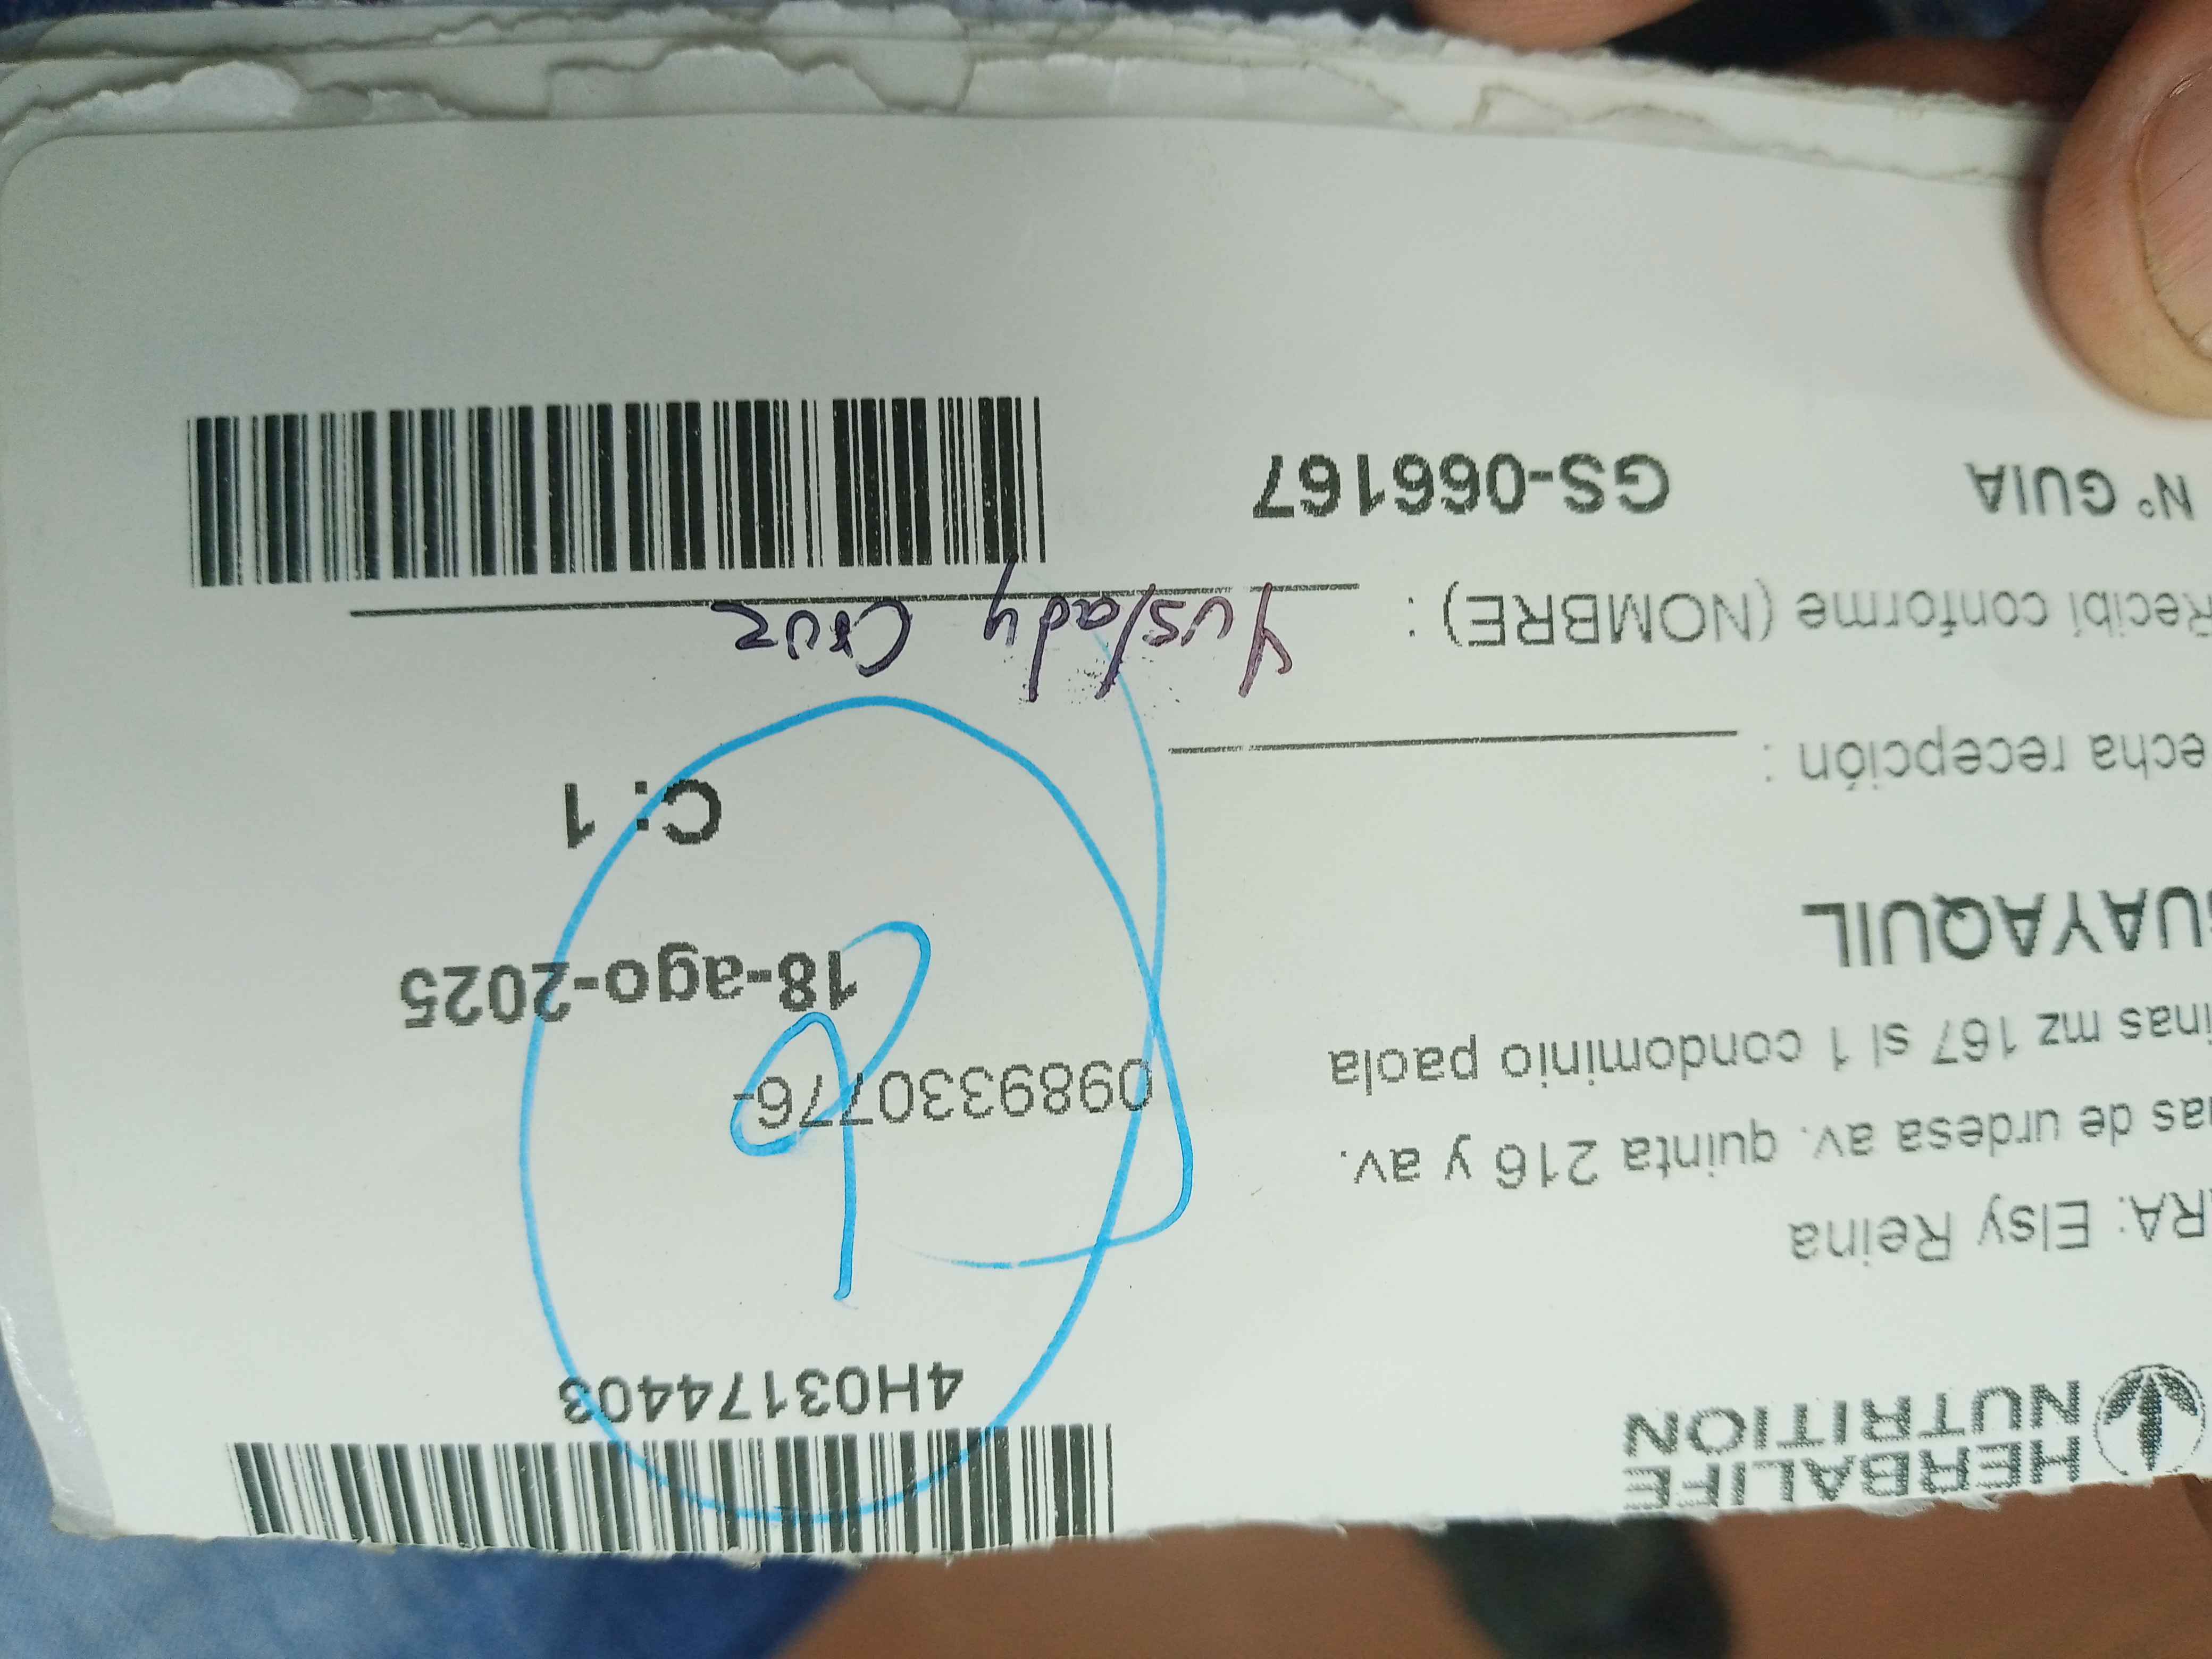 HERBALIFE
NUTRITION
4H03174403
RA: Elsy Reina
as de urdesa av. quinta 216 y av.
inas mz 167 sl 1 condominio paola
0989330776-
UAYAQUIL
18-ago-2025
C: 1
echa recepción :
Recibí conforme (NOMBRE) : Yuslady Cruz
N° GUIA GS-066167